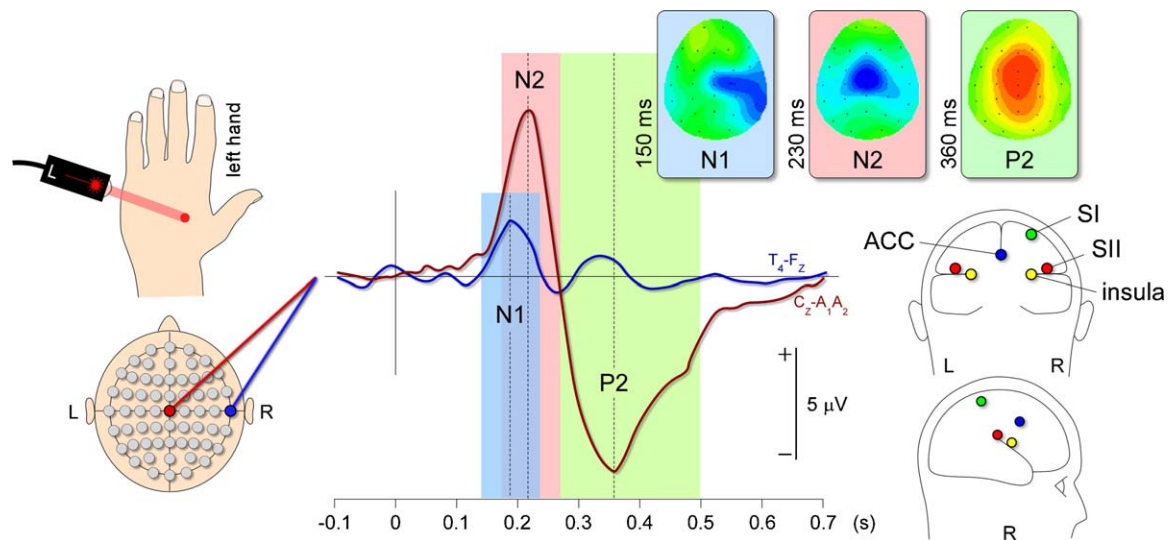 L
left hand
L
R
N2
N1
P2
T4-FZ
CZ-A1A2
+
5 μV
−
-0.1
0
0.1
0.2
0.3
0.4
0.5
0.6
0.7
(s)
150 ms
N1
230 ms
N2
360 ms
P2
ACC
SI
SII
insula
L
R
R